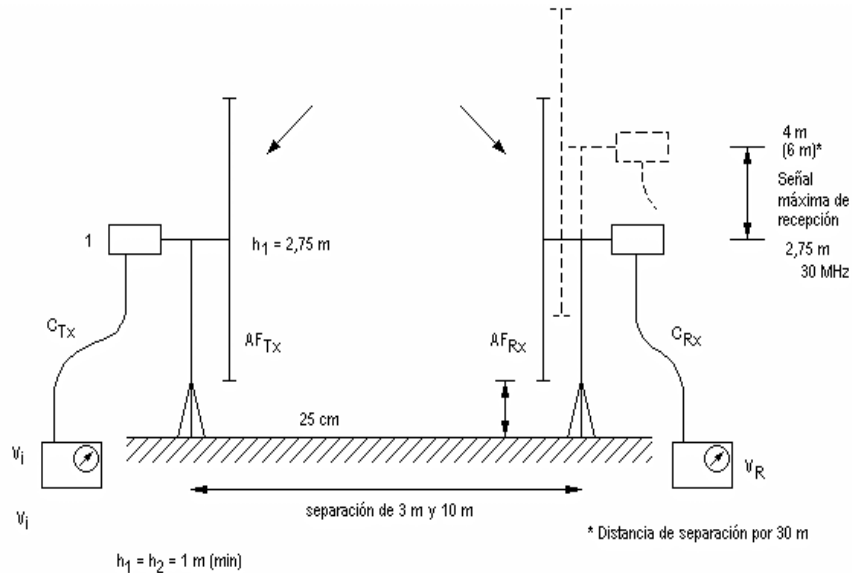 4 m
(6 m)*
Señal
máxima de
recepción
2,75 m
30 MHz
1
h1 = 2,75 m
CTx
AFTx
AFRx
CRx
25 cm
Vi
VR
Vi
separación de 3 m y 10 m
* Distancia de separación por 30 m
h1 = h2 = 1 m (min)